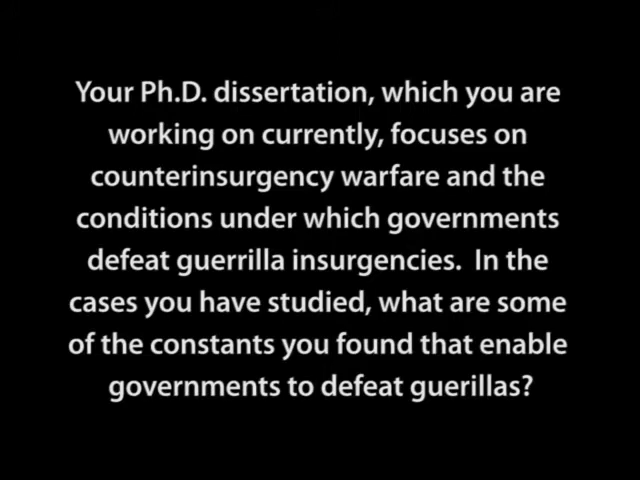 Your Ph.D. dissertation, which you are
working on currently, focuses on
counterinsurgency warfare and the
conditions under which governments
defeat guerrilla insurgencies.  In the
cases you have studied, what are some
of the constants you found that enable
governments to defeat guerillas?